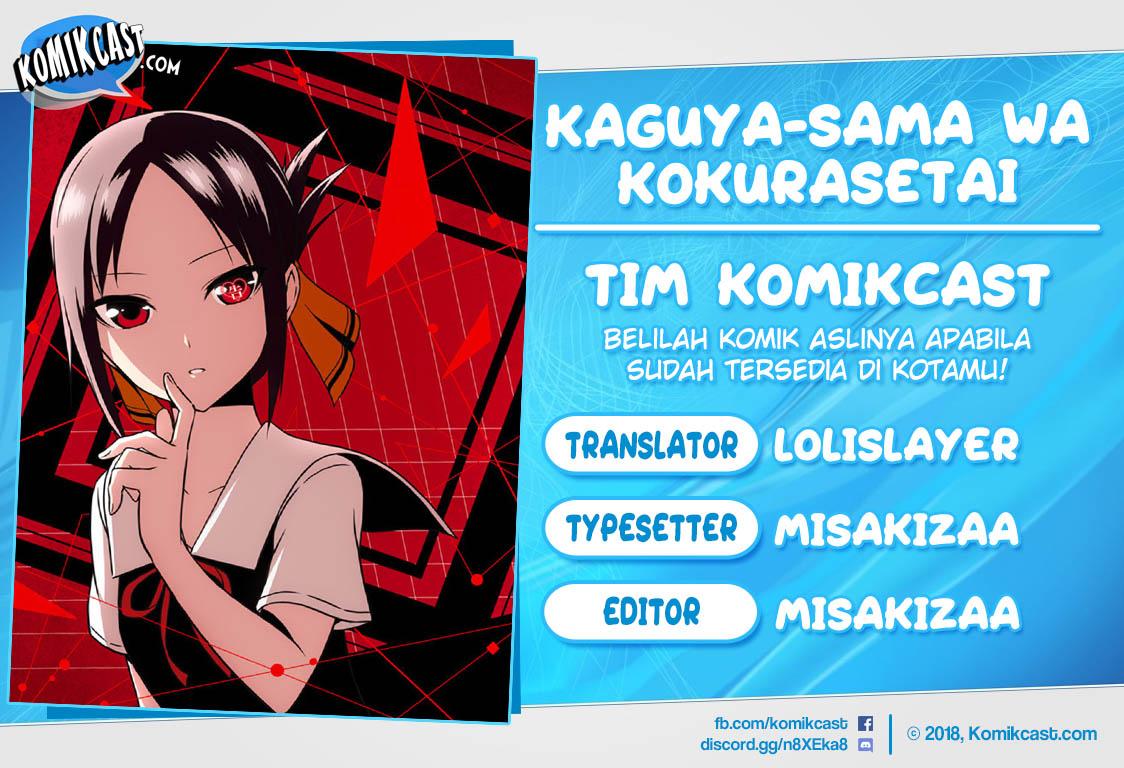 KOMIKCAST
.COM
KAGUYA-SAMA WA
KOKURASETAI
TIM KOMIKCAST
BELILAH KOMIK ASLINYA APABILA
SUDAH TERSEDIA DI KOTAMU!
TRANSLATOR LOLISLAYER
TYPESETTER MISAKIZAA
EDITOR MISAKIZAA
fb.com/komikcast
discord.gg/n8XEka8
© 2018, Komikcast.com